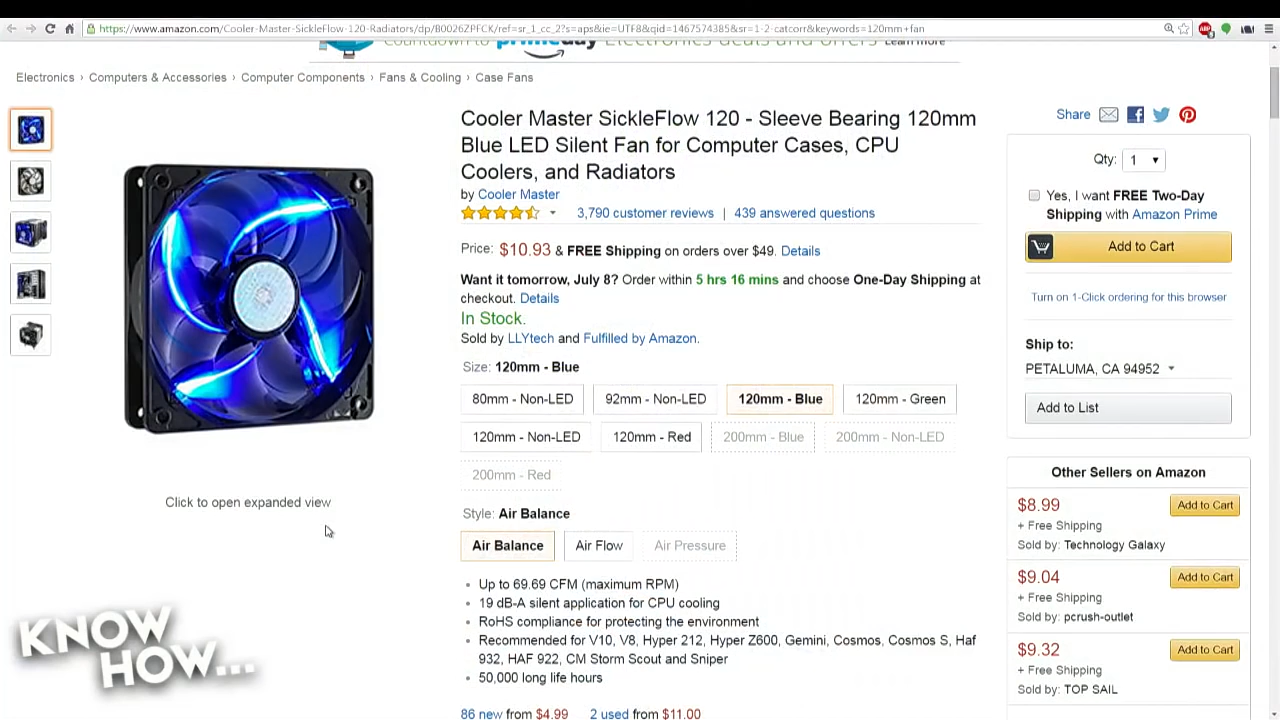 https://www.amazon.com/Cooler-Master-SickleFlow-120-Radiators/dp/B0026ZPFCK/ref=sr_1_cc_2?s=aps&ie=UTF8&qid=1467574385&sr=1-2-catcorr&keywords=120mm+fan
Countdown to primeday Electronics deals and offers Learn more
Electronics › Computers & Accessories › Computer Components › Fans & Cooling › Case Fans
Cooler Master SickleFlow 120 - Sleeve Bearing 120mm
Blue LED Silent Fan for Computer Cases, CPU
Coolers, and Radiators
by Cooler Master
3,790 customer reviews | 439 answered questions
Price: $10.93 & FREE Shipping on orders over $49. Details
Want it tomorrow, July 8? Order within 5 hrs 16 mins and choose One-Day Shipping at
checkout. Details
In Stock.
Sold by LLYtech and Fulfilled by Amazon.
Size: 120mm - Blue
80mm - Non-LED 92mm - Non-LED 120mm - Blue 120mm - Green
120mm - Non-LED 120mm - Red 200mm - Blue 200mm - Non-LED
200mm - Red
Click to open expanded view
Style: Air Balance
Air Balance Air Flow Air Pressure
• Up to 69.69 CFM (maximum RPM)
• 19 dB-A silent application for CPU cooling
• RoHS compliance for protecting the environment
• Recommended for V10, V8, Hyper 212, Hyper Z600, Gemini, Cosmos, Cosmos S, Haf
932, HAF 922, CM Storm Scout and Sniper
• 50,000 long life hours
86 new from $4.99 2 used from $11.00
Share
Qty: 1
Yes, I want FREE Two-Day
Shipping with Amazon Prime
Add to Cart
Turn on 1-Click ordering for this browser
Ship to:
PETALUMA, CA 94952
Add to List
Other Sellers on Amazon
$8.99 Add to Cart
+ Free Shipping
Sold by: Technology Galaxy
$9.04 Add to Cart
+ Free Shipping
Sold by: pcrush-outlet
$9.32 Add to Cart
+ Free Shipping
Sold by: TOP SAIL
KNOW
HOW...